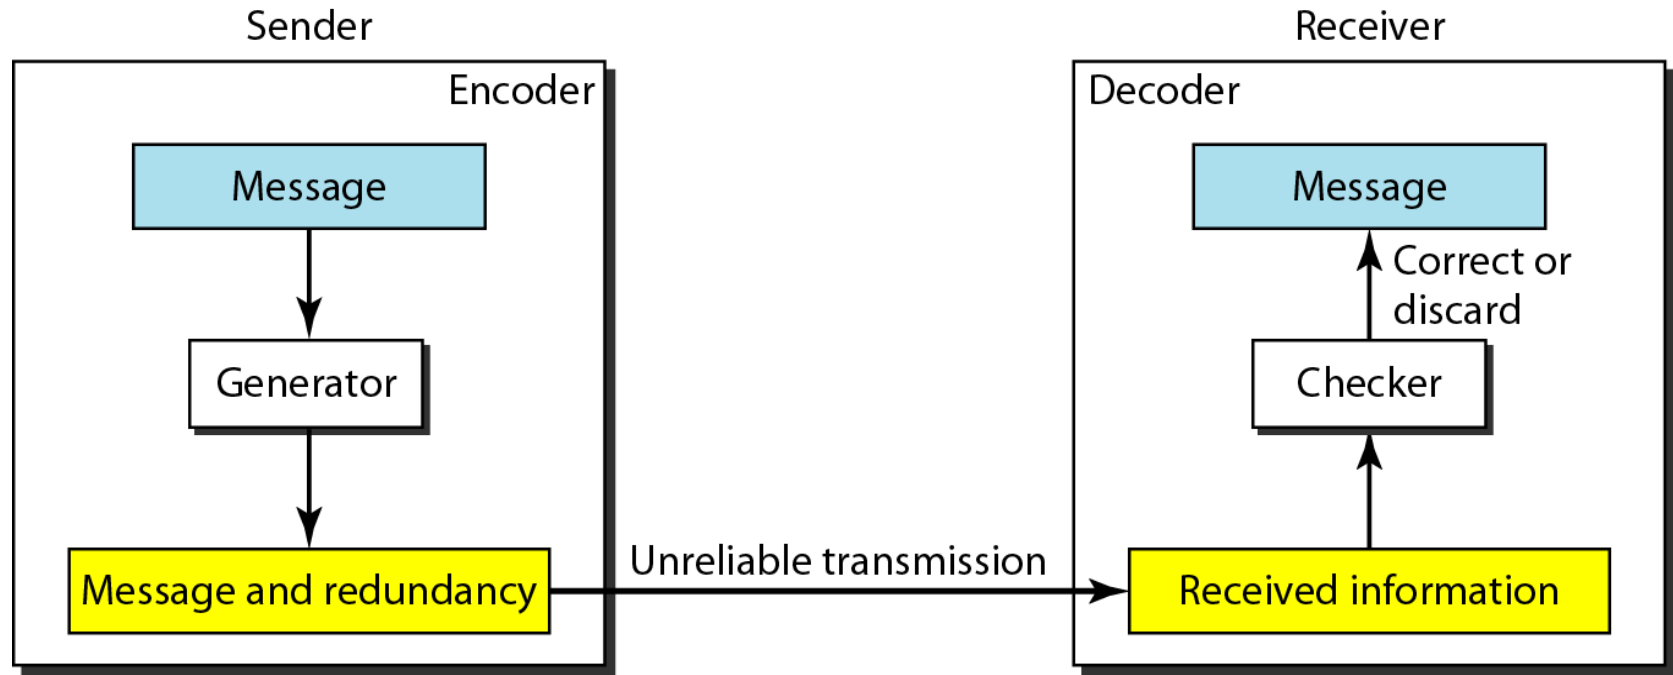 Sender
Encoder
Message
Generator
Message and redundancy
Unreliable transmission
Receiver
Decoder
Message
Correct or
discard
Checker
Received information